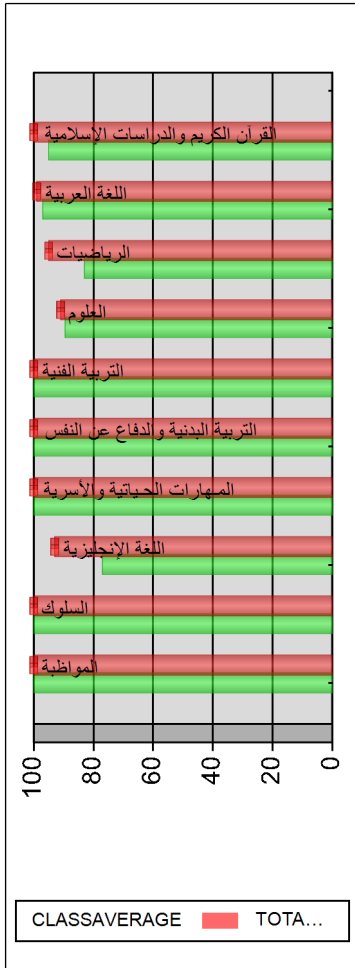 القرآن الكريم والدراسات الإسلامية
اللغة العربية
الرياضيات
العلوم
التربية الفنية
التربية البدنية والدفاع عن النفس
المهارات الحياتية والأسرية
اللغة الإنجليزية
السلوك
المواظبة
100 80 60 40 20 0
CLASSAVERAGE TOTA...